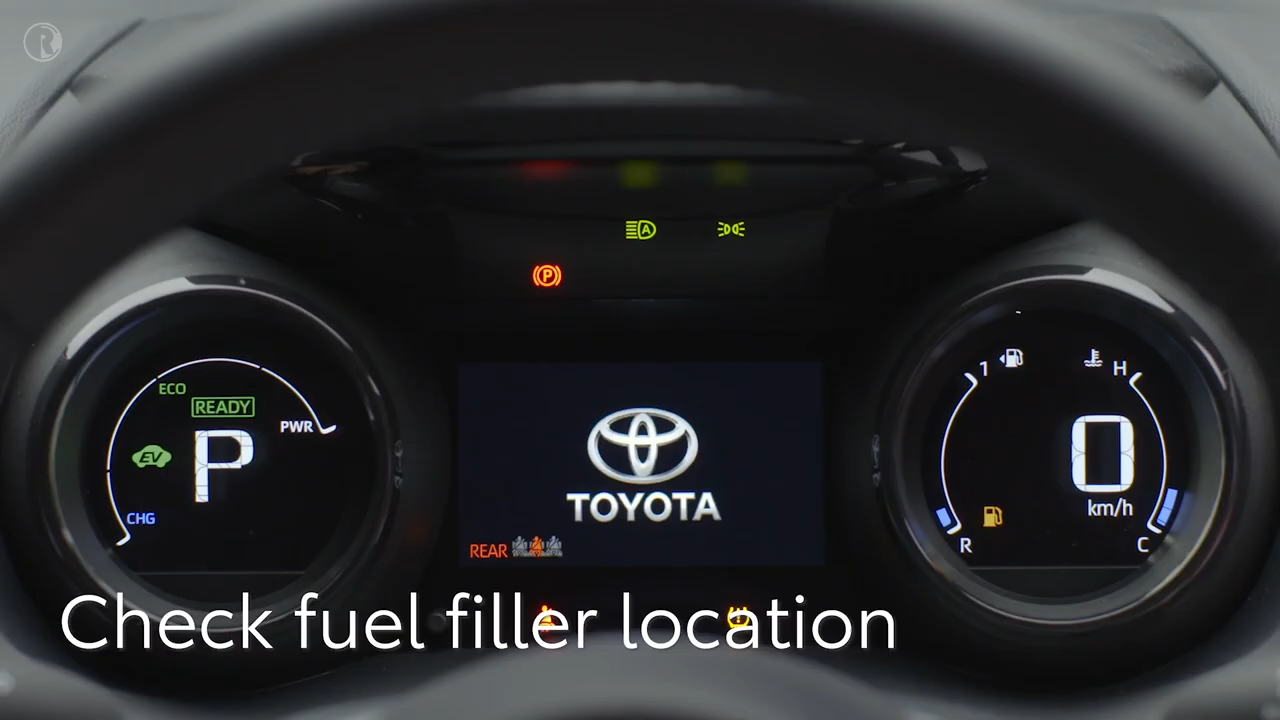 R
A
P
ECO
READY
PWR
EV
P
CHG
TOYOTA
REAR
1
H
0
km/h
R
C
Check fuel filler location